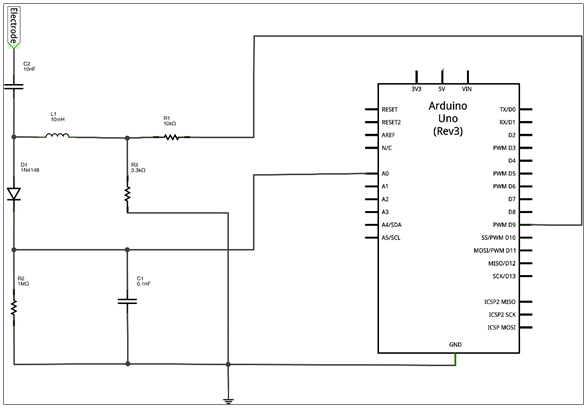 Electrode
C2
10nF
L1
10mH
R1
10kΩ
D1
1N4148
R3
3.3kΩ
R2
1MΩ
C1
0.1nF
3V3 5V VIN
Arduino
Uno
(Rev3)
RESET TX/D0
RESET2 RX/D1
AREF D2
N/C PWM D3
D4
A0 PWM D5
A1 PWM D6
A2 D7
A3 D8
A4/SDA PWM D9
A5/SCL SS/PWM D10
MOSI/PWM D11
MISO/D12
SCK/D13
ICSP2 MISO
ICSP2 SCK
ICSP MOSI
GND